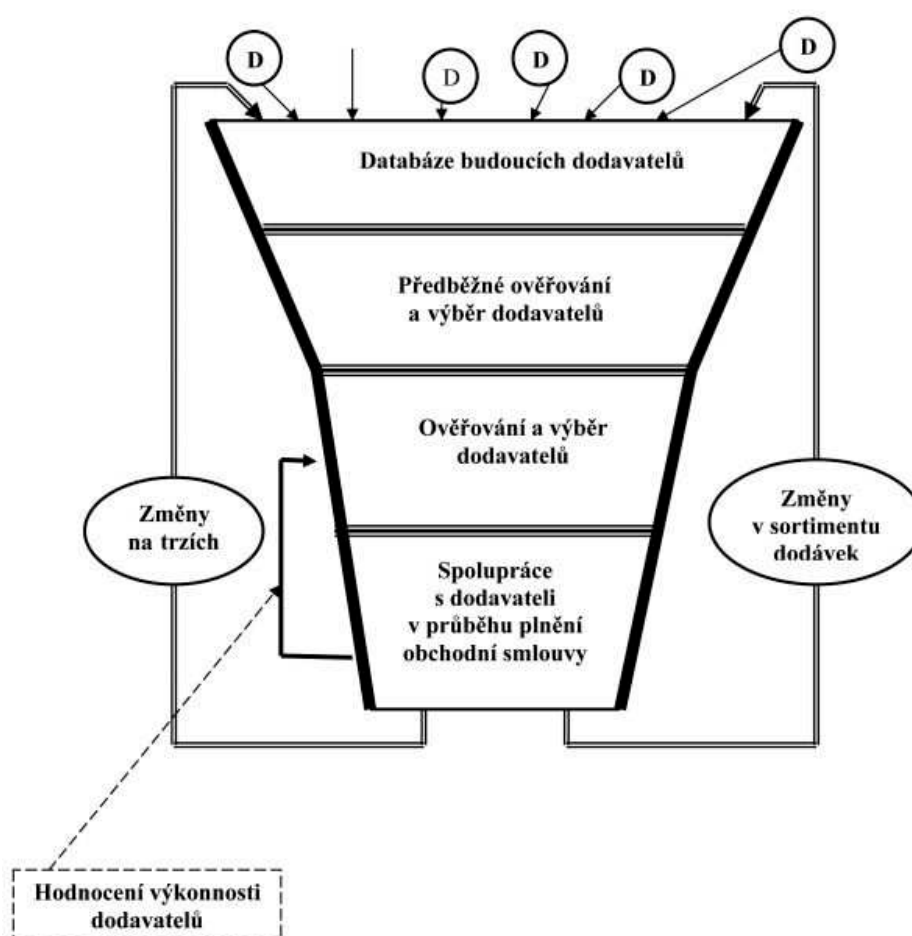 D
D
D
D
D
Databáze budoucích dodavatelů
Předběžné ověřování
a výběr dodavatelů
Ověřování a výběr
dodavatelů
Změny
na trzích
Změny
v sortimentu
dodávek
Spolupráce
s dodavateli
v průběhu plnění
obchodní smlouvy
Hodnocení výkonnosti
dodavatelů